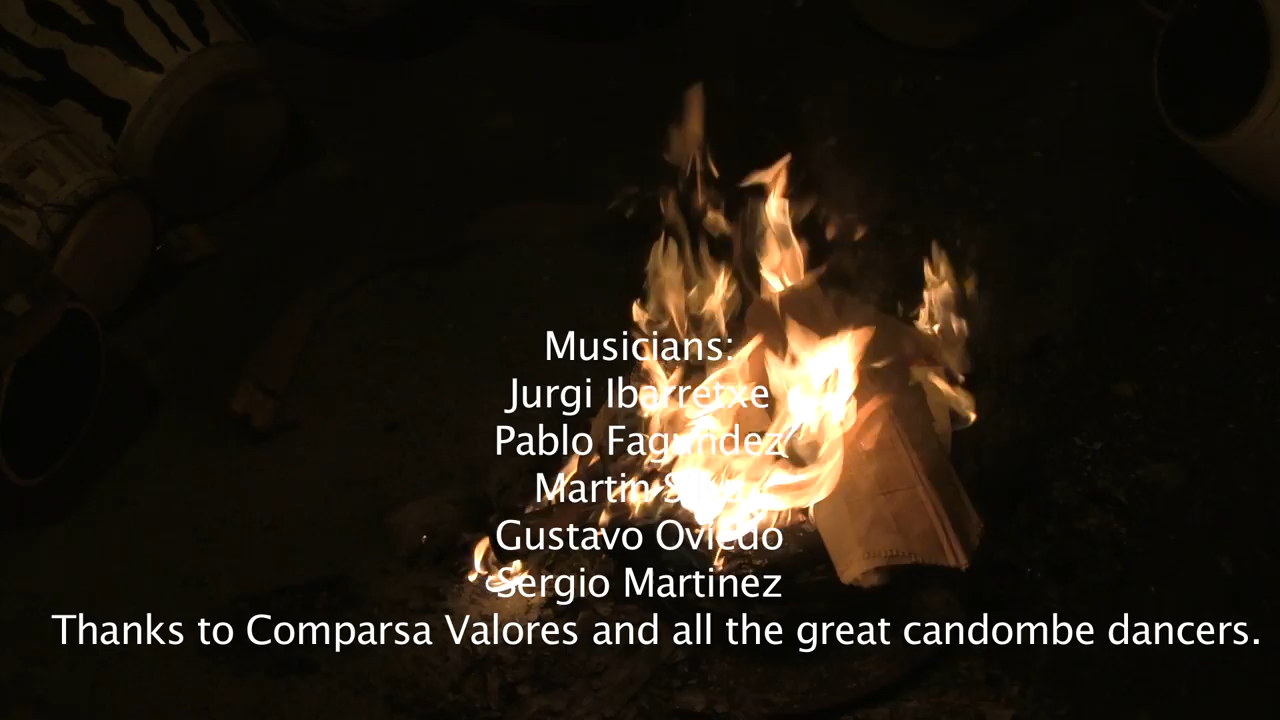 Musicians:
Jurgi Ibarretxe
Pablo Fagundez
Martin
Gustavo Oviedo
Sergio Martinez
Thanks to Comparsa Valores and all the great candombe dancers.